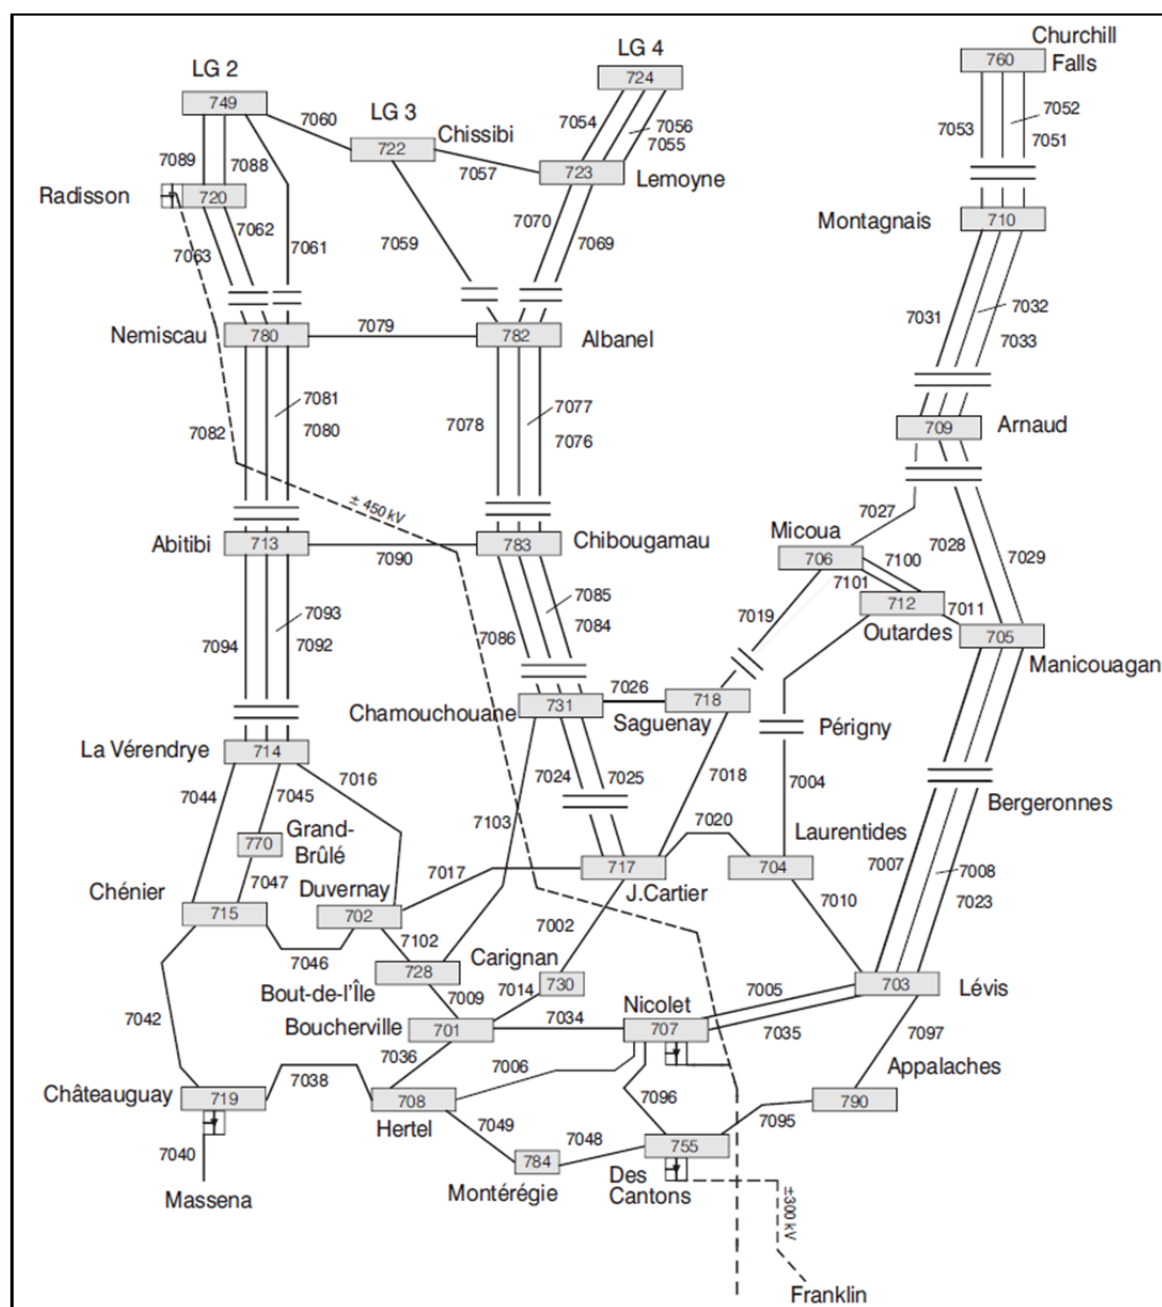 Churchill
Falls
760
LG 4
724
LG 2
749
7060
LG 3
Chissibi
722
7054
7056
7055
7053
7052
7051
7089
7088
7057
723
Lemoyne
Radisson
720
7062
7063
7061
7059
7070
7069
Montagnais
710
7031
7032
7033
Nemiscau
780
7079
782
Albanel
7081
7080
7082
7078
7077
7076
709
Arnaud
± 450 kV
7027
7028
7029
Abitibi
713
7090
783
Chibougamau
Micoua
706
7100
7101
712
7011
Outardes
705
Manicouagan
7094
7093
7092
7086
7085
7084
7019
7026
Chamouchouane
731
Saguenay
718
Périgny
La Vérendrye
714
7016
7044
7045
7024
7025
7018
7004
Bergeronnes
770
Grand-
Brûlé
7103
7020
Laurentides
7047
Duvernay
7017
717
J.Cartier
704
7007
7008
7023
Chénier
715
702
7046
7102
7002
7010
Carignan
728
Bout-de-l'Île
7009
7014
730
Nicolet
7005
703
Lévis
Boucherville
701
7034
707
7035
7097
7042
7036
7006
Appalaches
Châteauguay
719
7038
708
Hertel
7096
790
7095
7049
7048
755
7040
784
Massena
Montérégie
Des
Cantons
±300 kV
Franklin